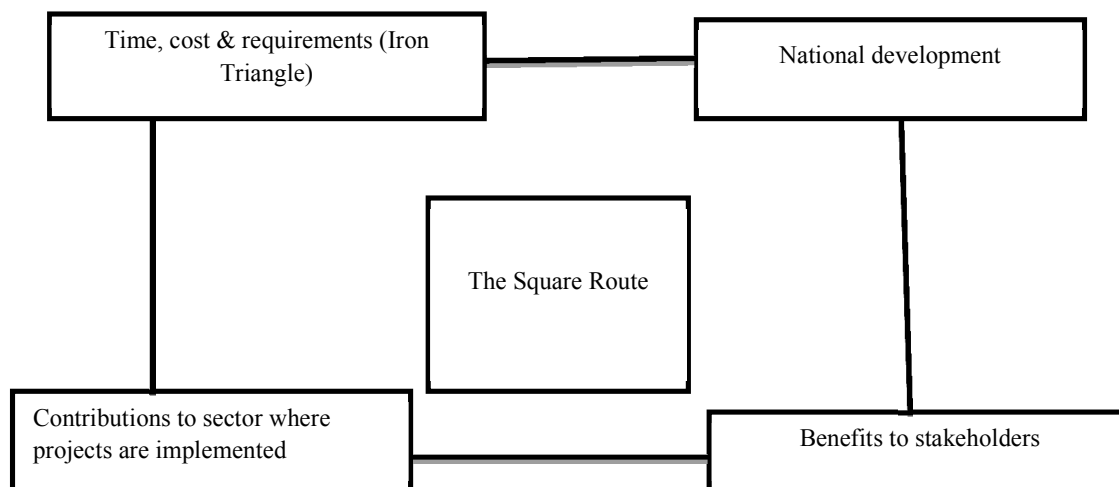 Time, cost & requirements (Iron
Triangle)
National development
The Square Route
Contributions to sector where
projects are implemented
Benefits to stakeholders